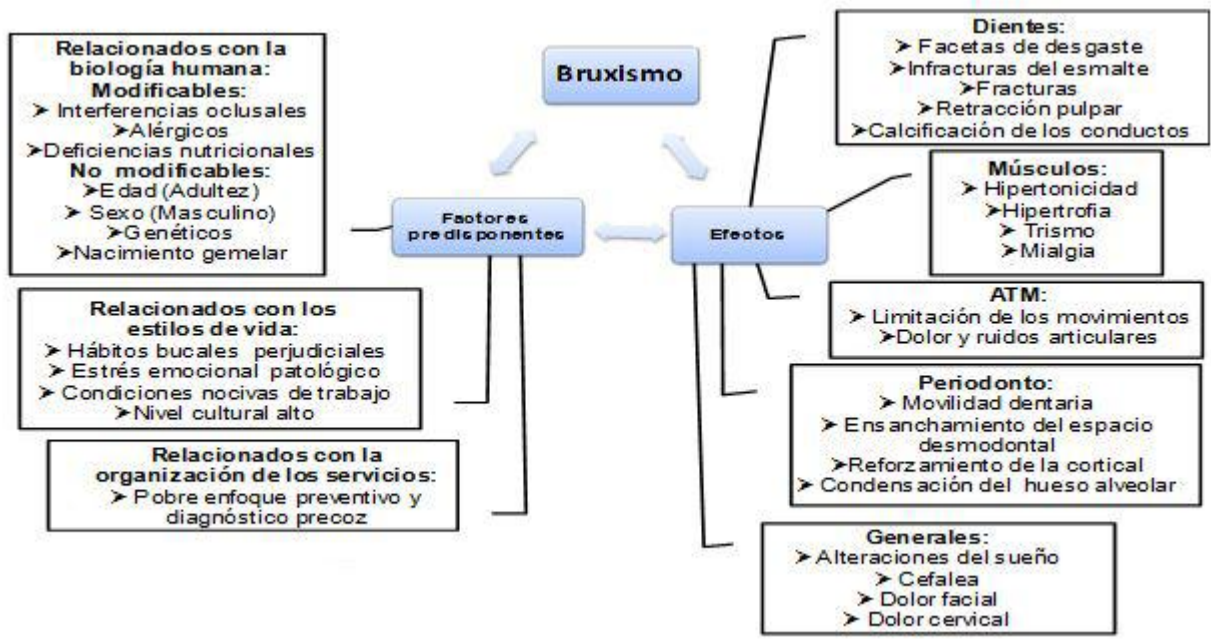 Bruxismo
Factores
predisponentes
Efectos
Relacionados con la
biología humana:
Modificables:
➤ Interferencias oclusales
➤Alérgicos
➤Deficiencias nutricionales
No modificables:
➤Edad (Adultez)
➤ Sexo (Masculino)
➤Genéticos
➤Nacimiento gemelar
Relacionados con los
estilos de vida:
➤ Hábitos bucales perjudiciales
➤ Estrés emocional patológico
➤ Condiciones nocivas de trabajo
➤Nivel cultural alto
Relacionados con la
organización de los servicios:
➤ Pobre enfoque preventivo y
diagnóstico precoz
Dientes:
➤ Facetas de desgaste
➤Infracturas del esmalte
➤Fracturas
➤Retracción pulpar
➤Calcificación de los conductos
Músculos:
➤ Hipertonicidad
➤Hipertrofia
➤ Trismo
➤ Mialgia
ATM:
➤ Limitación de los movimientos
➤Dolor y ruidos articulares
Periodonto:
➤ Movilidad dentaria
➤ Ensanchamiento del espacio
desmodontal
➤Reforzamiento de la cortical
➤ Condensación del hueso alveolar
Generales:
➤ Alteraciones del sueño
➤ Cefalea
➤ Dolor facial
➤ Dolor cervical